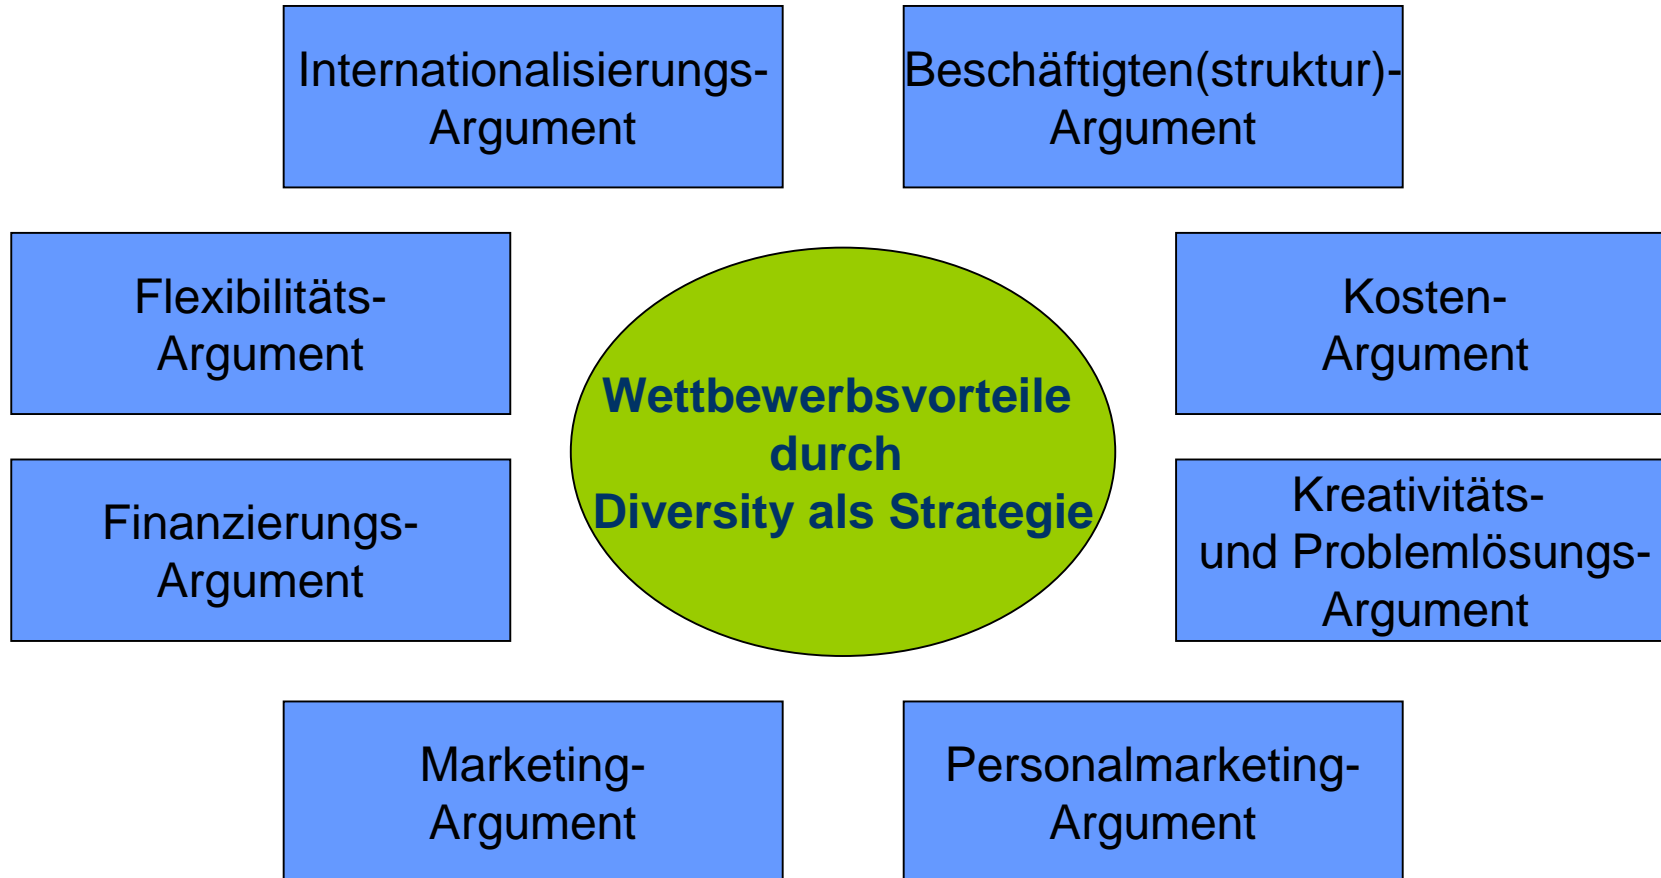 Internationalisierungs-
Argument
Beschäftigten(struktur)-
Argument
Flexibilitäts-
Argument
Kosten-
Argument
Wettbewerbsvorteile
durch
Diversity als Strategie
Finanzierungs-
Argument
Kreativitäts-
und Problemlösungs-
Argument
Marketing-
Argument
Personalmarketing-
Argument